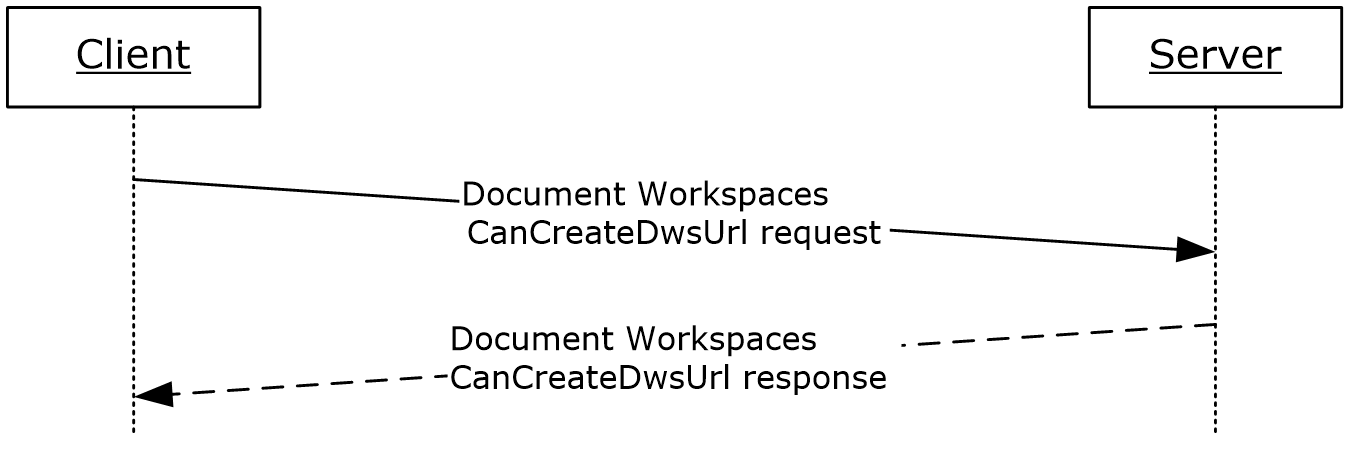 Client
Server
Document Workspaces
CanCreateDwsUrl request
Document Workspaces
CanCreateDwsUrl response